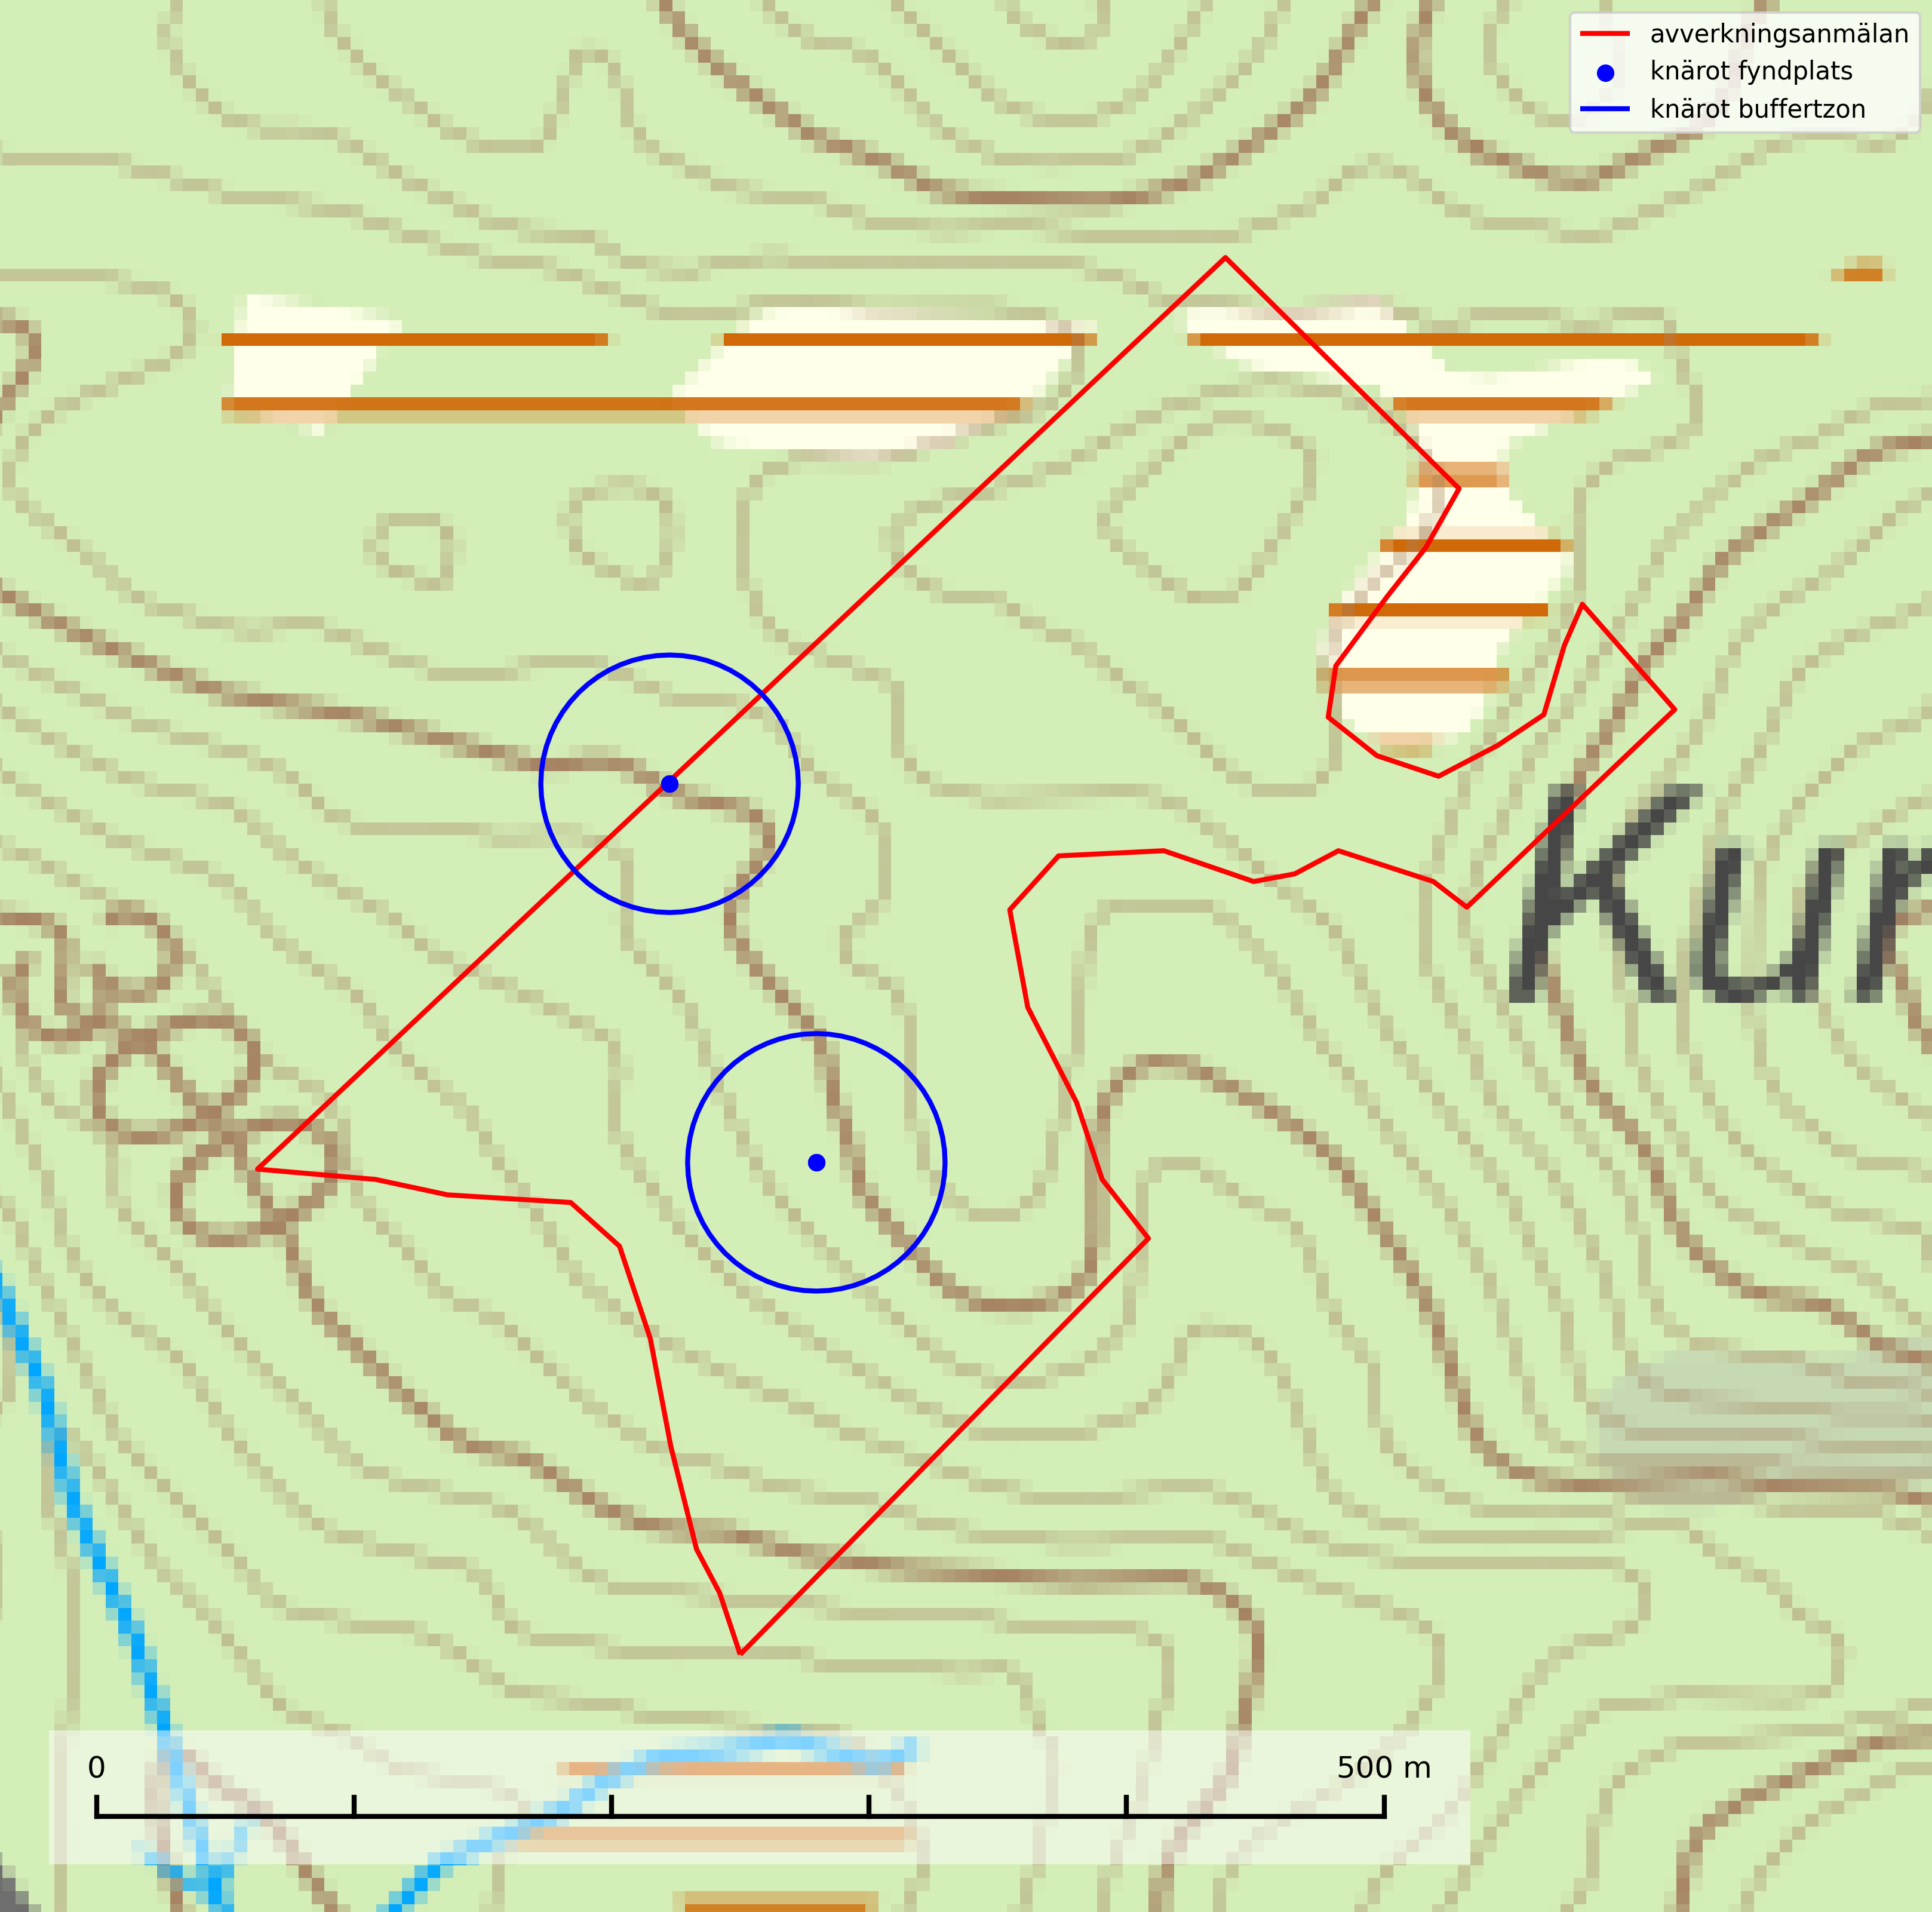 avverkningsanmälan
knärot fyndplats
knärot buffertzon
Kur
0 500 m